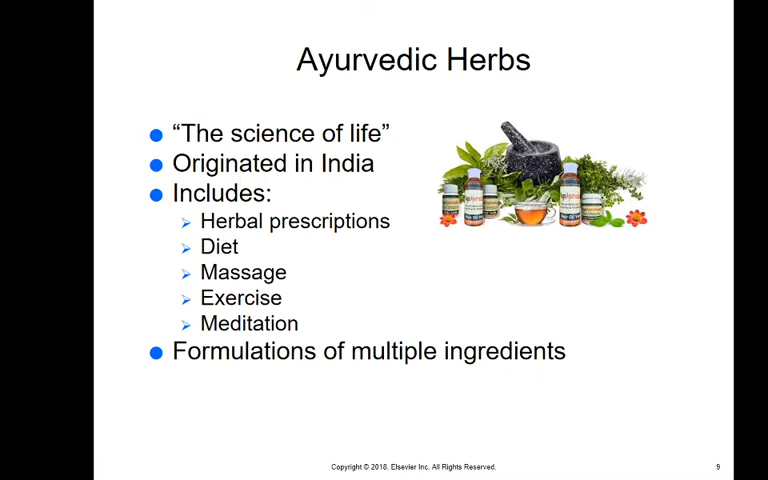 Ayurvedic Herbs
“The science of life”
Originated in India
Includes:
Herbal prescriptions
Diet
Massage
Exercise
Meditation
Formulations of multiple ingredients
Copyright © 2018. Elsevier Inc. All Rights Reserved.
9